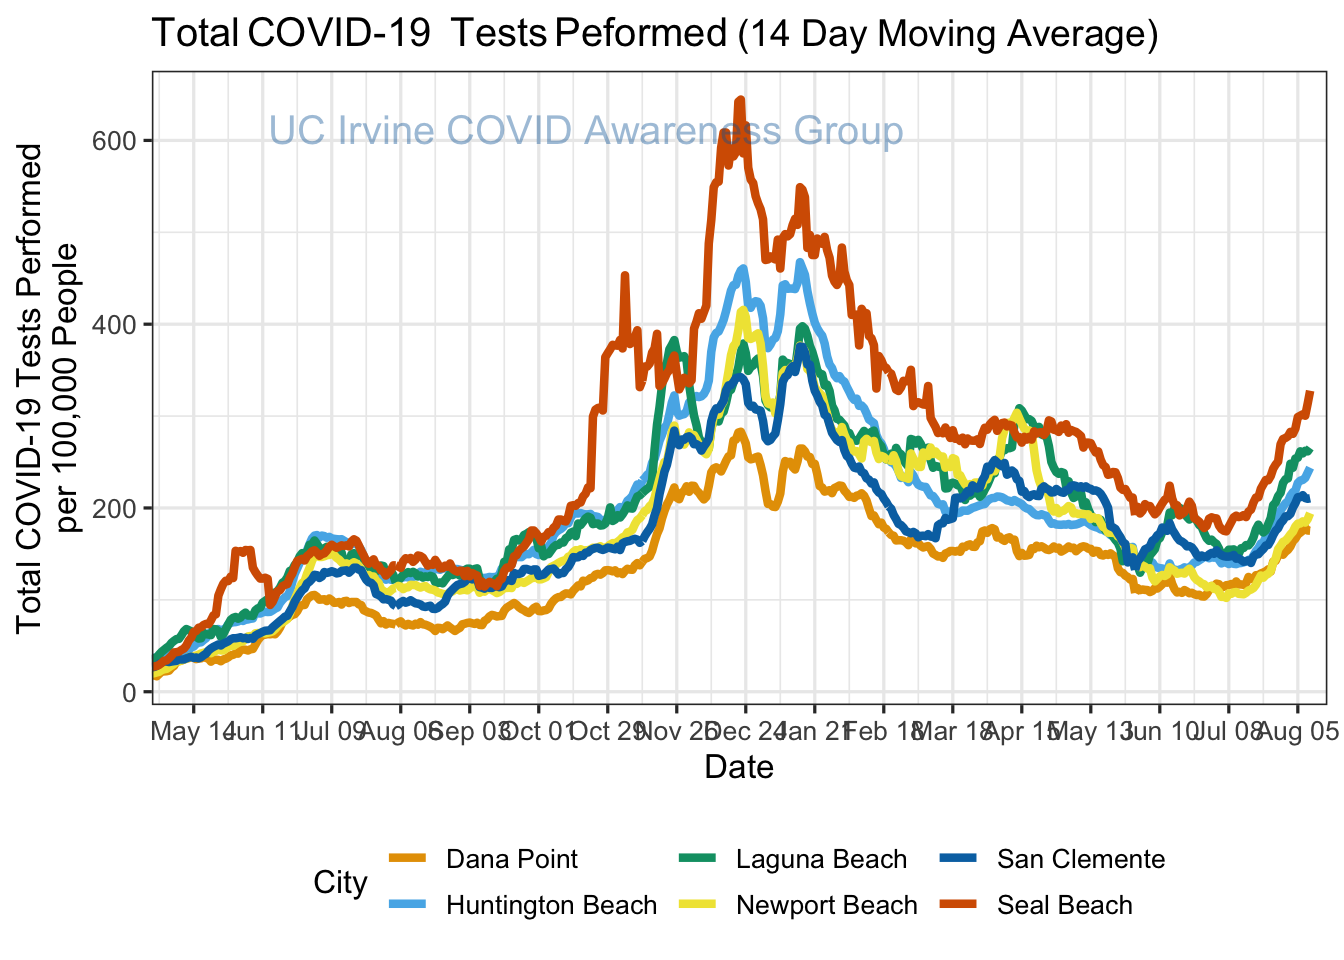 Total COVID-19 Tests Peformed (14 Day Moving Average)
UC Irvine COVID Awareness Group
Total COVID-19 Tests Performed
per 100,000 People
600
400
200
0
May 14 Jun 11 Jul 09 Aug 06 Sep 03 Oct 01 Oct 29 Nov 26 Dec 24 Jan 21 Feb 18 Mar 18 Apr 15 May 13 Jun 10 Jul 08 Aug 05
Date
City
Dana Point Laguna Beach San Clemente
Huntington Beach Newport Beach Seal Beach